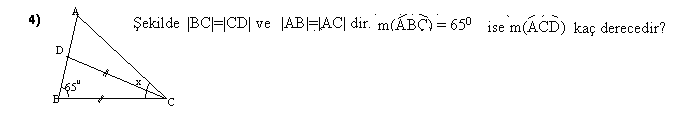 4) Şekilde |BC|=|CD| ve |AB|=|AC| dir. m(ABC) = 65⁰ ise m(ACD) kaç derecedir?
A
D
x
65⁰
B
C